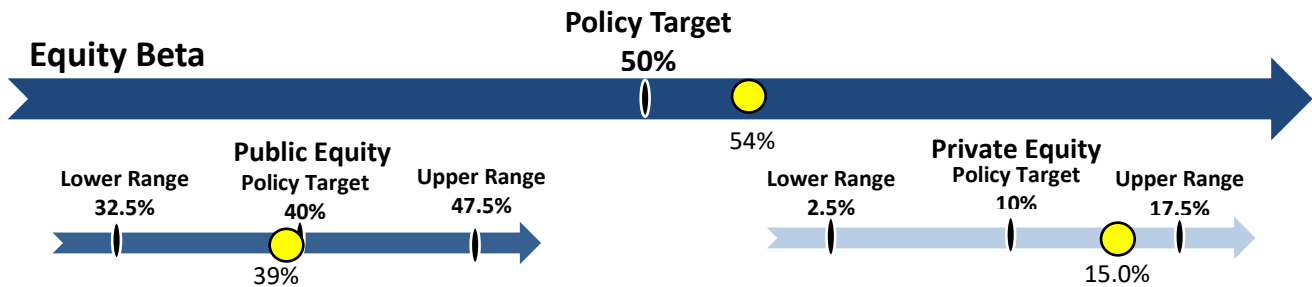 Policy Target
50%
Equity Beta
54%
Public Equity
Lower Range
Policy Target
Upper Range
32.5%
40%
47.5%
39%
Private Equity
Lower Range
Policy Target
Upper Range
2.5%
10%
17.5%
15.0%